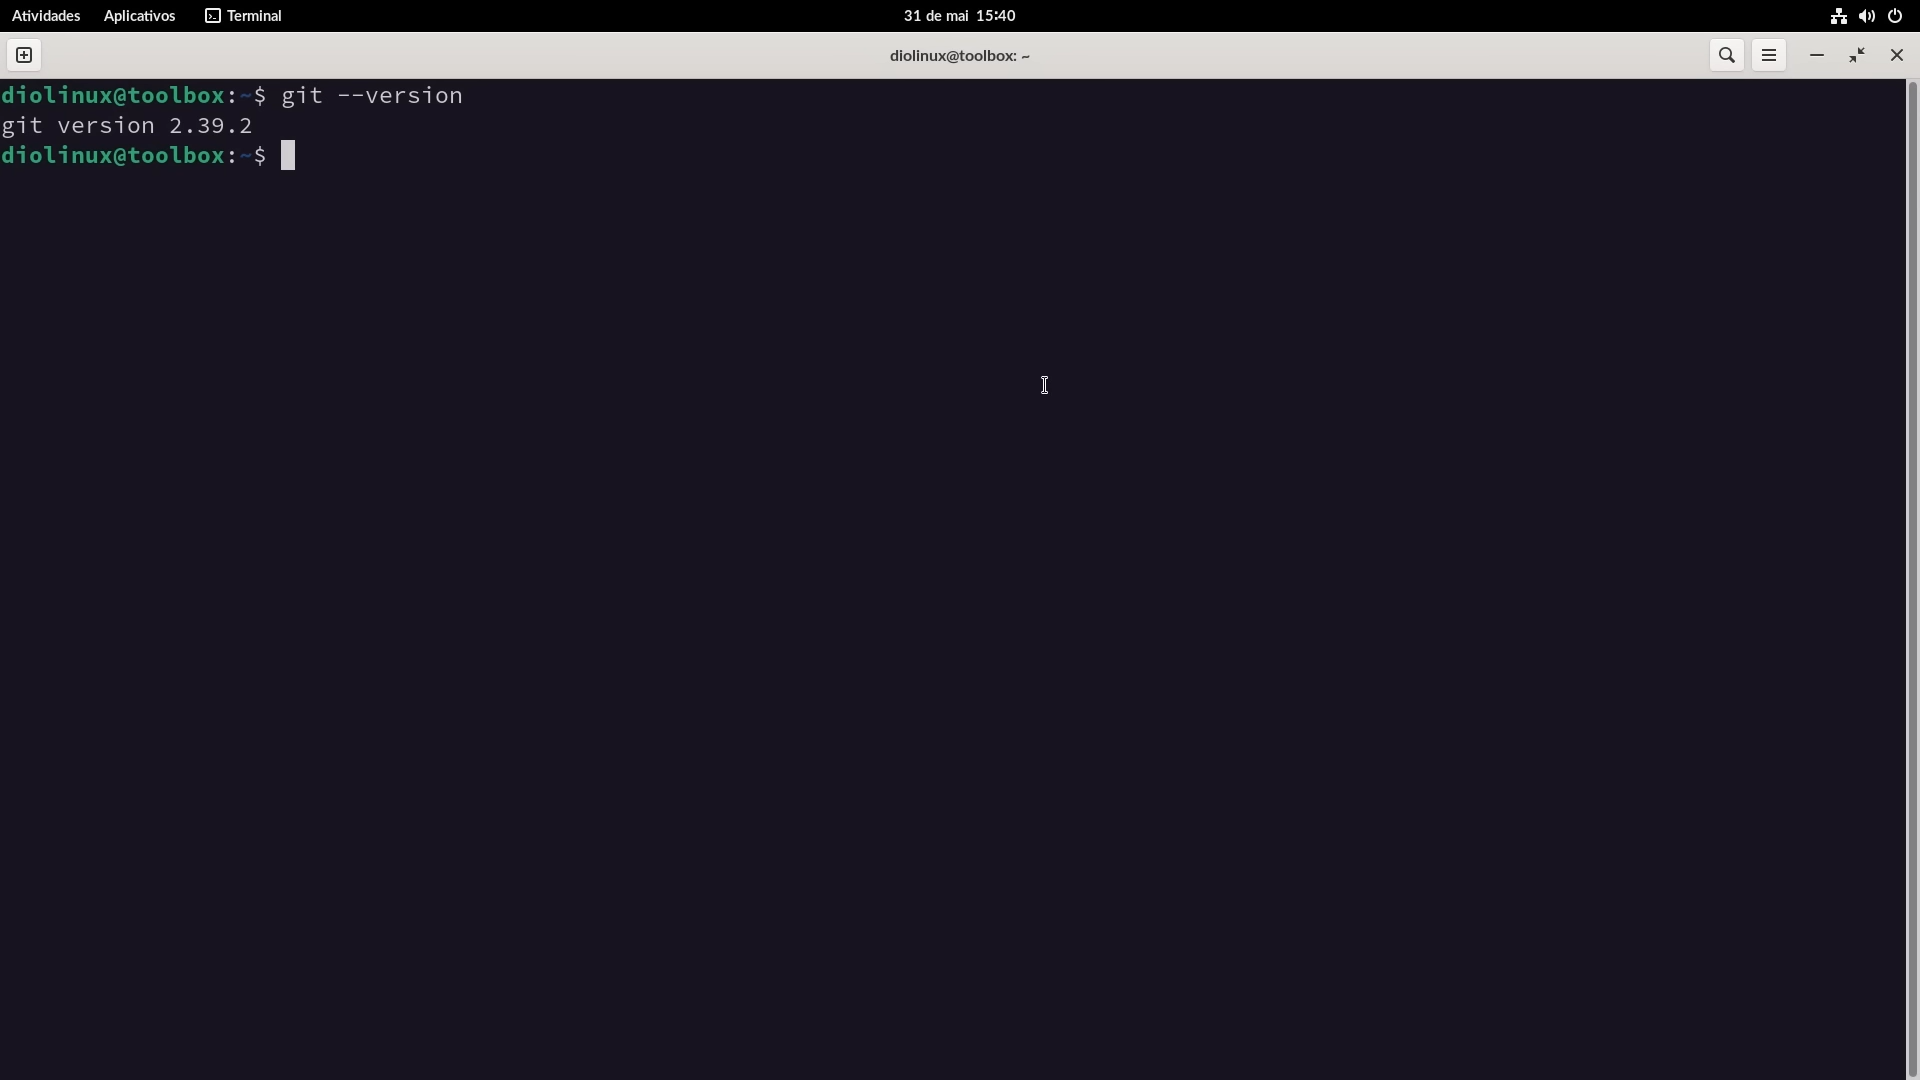 Atividades Aplicativos Terminal 31 de mai 15:40
diolinux@toolbox: ~
diolinux@toolbox:~$ git --version
git version 2.39.2
diolinux@toolbox:~$